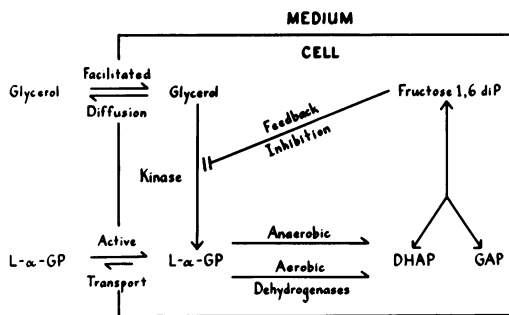 MEDIUM
CELL
Glycerol
Facilitated
Diffusion
Glycerol
Fructose 1,6 diP
Feedback
Inhibition
Kinase
L-α-GP
Active
Transport
L-α-GP
Anaerobic
Aerobic
Dehydrogenases
DHAP
GAP